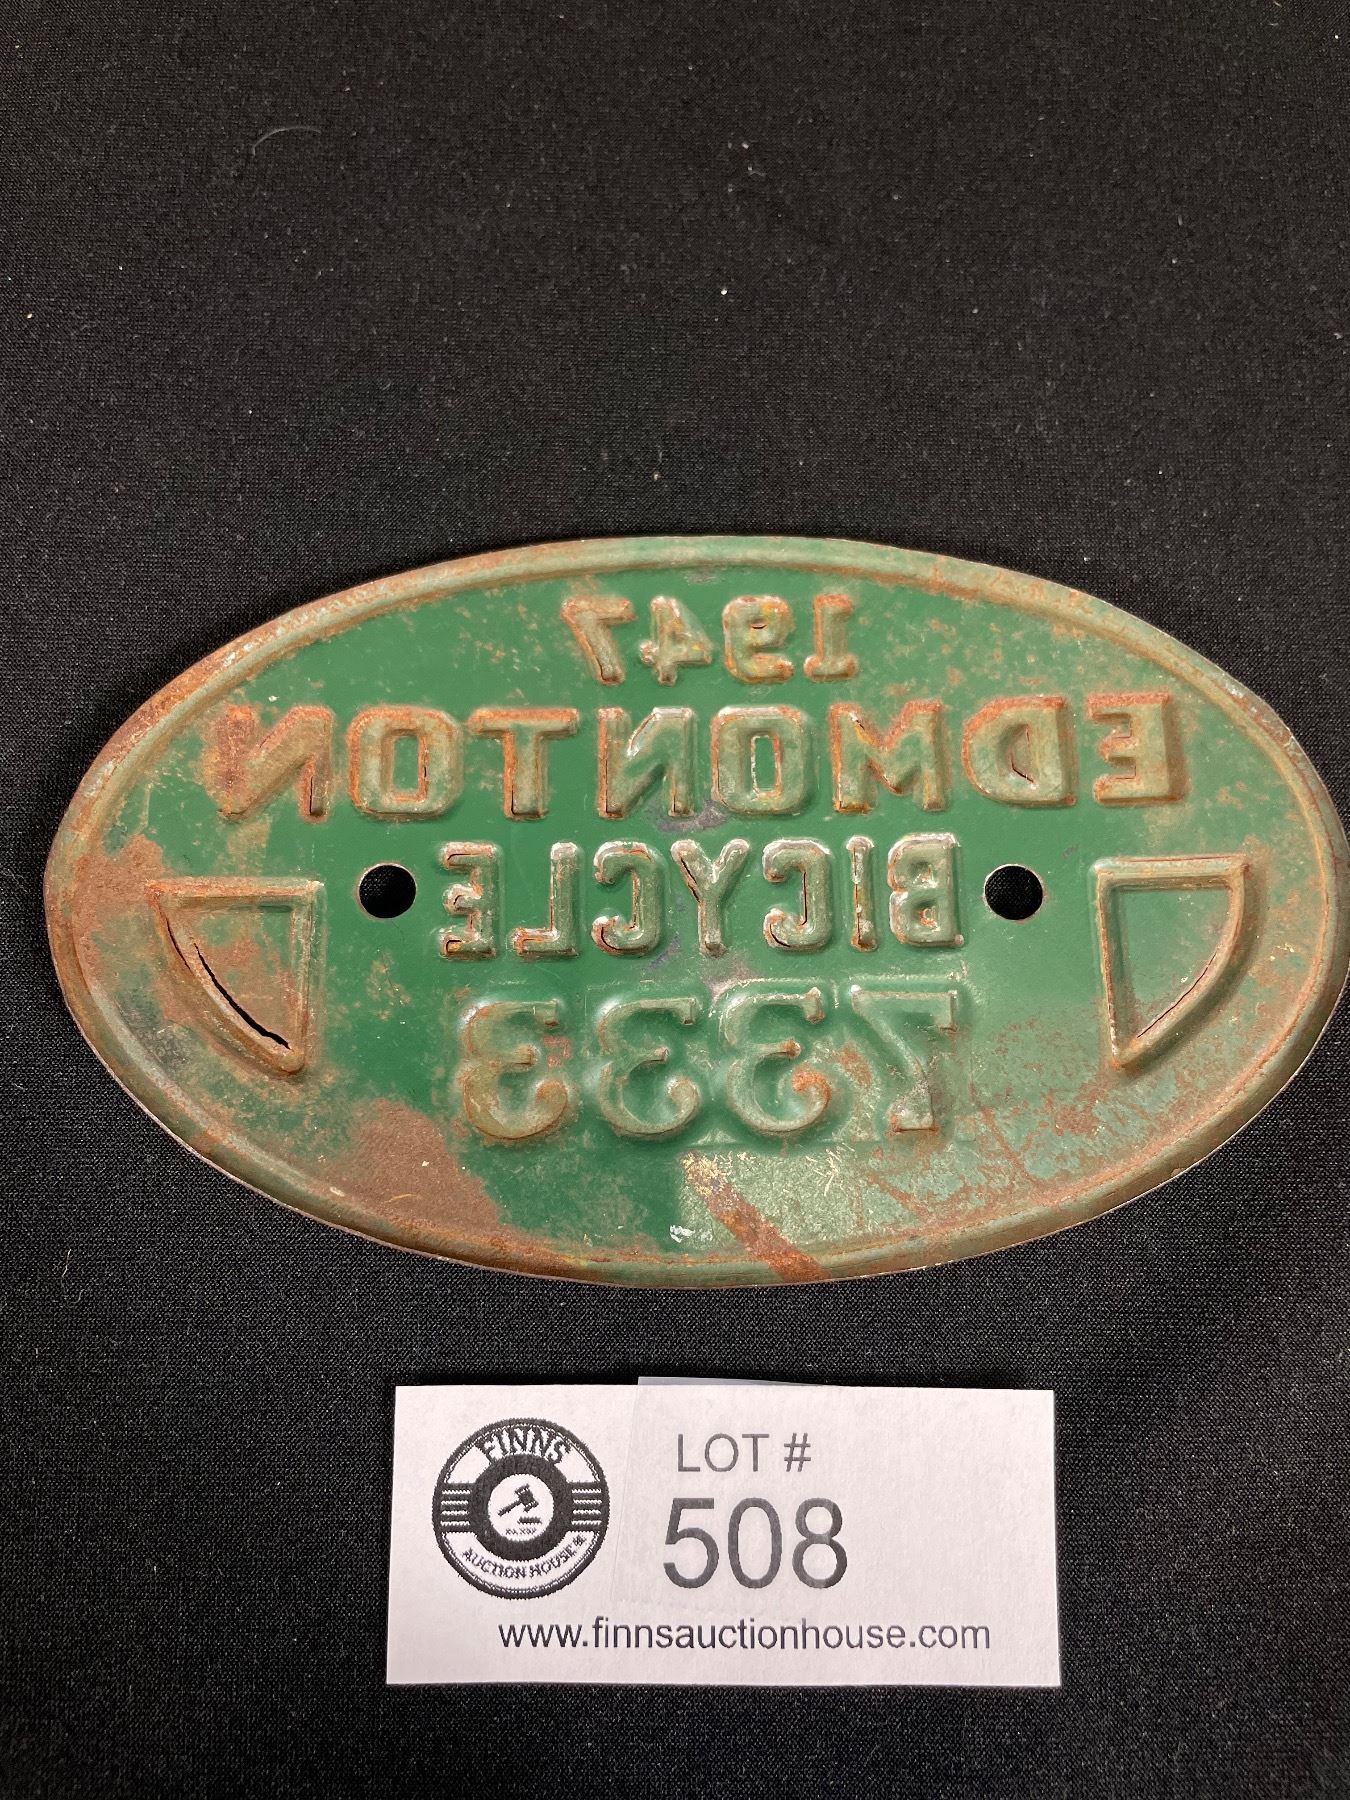 1947
EDMONTON
BICYCLE
7333
FINNS
AUCTION HOUSE
LOT #
508
www.finnsauctionhouse.com